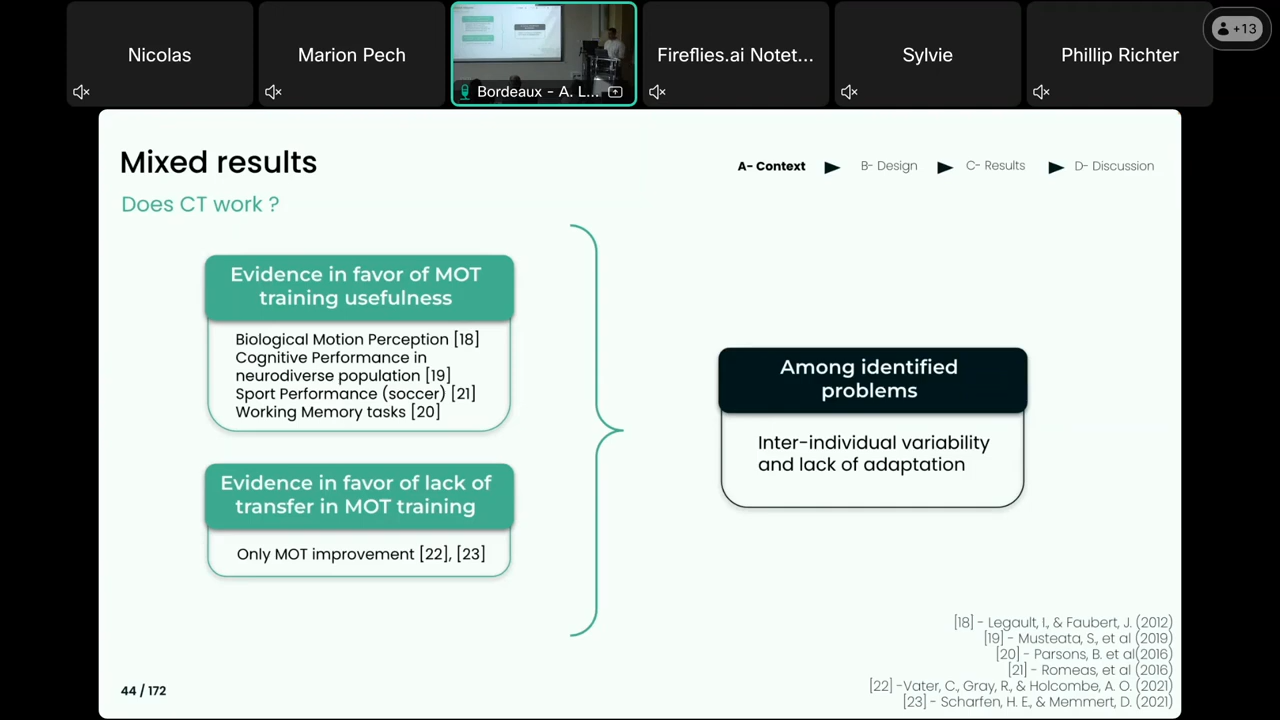 Nicolas
Marion Pech
Bordeaux - A. L...
Fireflies.ai Notet...
Sylvie
Phillip Richter
+13
Mixed results
A- Context
B- Design
C- Results
D- Discussion
Does CT work ?
Evidence in favor of MOT
training usefulness
Biological Motion Perception [18]
Cognitive Performance in
neurodiverse population [19]
Sport Performance (soccer) [21]
Working Memory tasks [20]
Evidence in favor of lack of
transfer in MOT training
Only MOT improvement [22], [23]
Among identified
problems
Inter-individual variability
and lack of adaptation
[18] - Legault, I., & Faubert, J. (2012)
[19] - Musteata, S., et al (2019)
[20] - Parsons, B. et al(2016)
[21] - Romeas, et al (2016)
[22] -Vater, C., Gray, R., & Holcombe, A. O. (2021)
[23] - Scharfen, H. E., & Memmert, D. (2021)
44 / 172